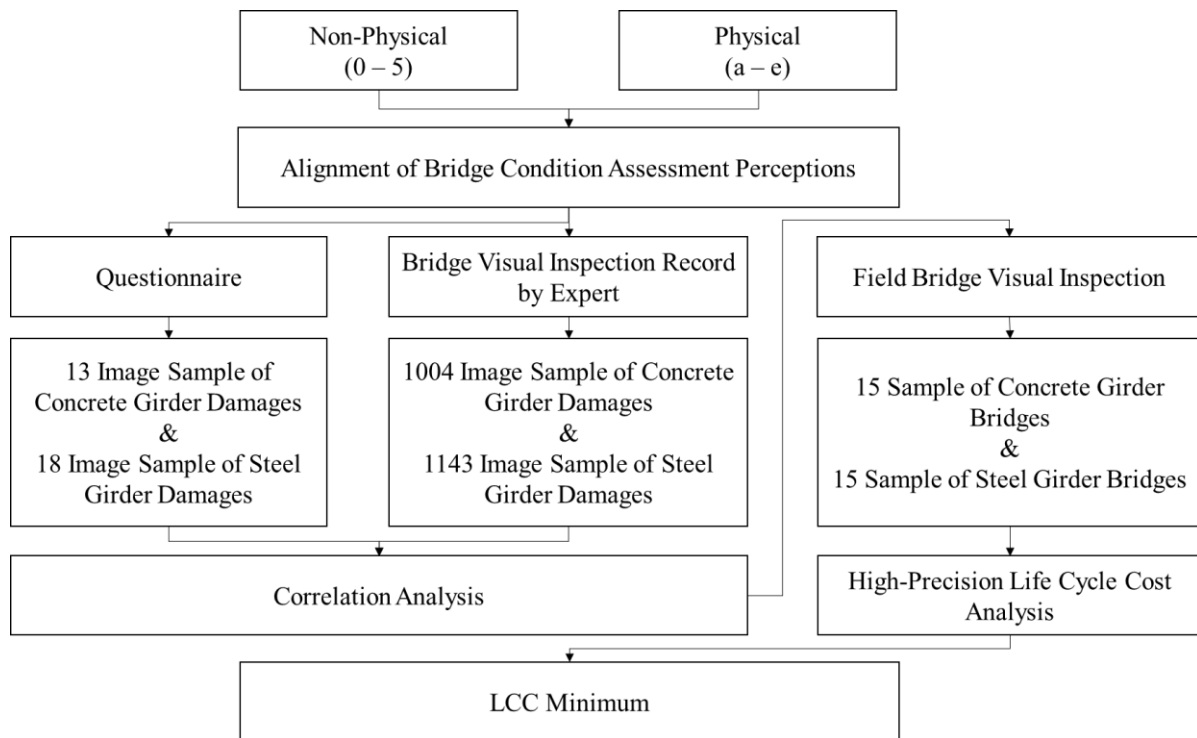 Non-Physical
(0 – 5)
Physical
(a – e)
Alignment of Bridge Condition Assessment Perceptions
Questionnaire
Bridge Visual Inspection Record
by Expert
Field Bridge Visual Inspection
13 Image Sample of
Concrete Girder Damages
&
18 Image Sample of Steel
Girder Damages
1004 Image Sample of Concrete
Girder Damages
&
1143 Image Sample of Steel
Girder Damages
15 Sample of Concrete Girder
Bridges
&
15 Sample of Steel Girder Bridges
Correlation Analysis
High-Precision Life Cycle Cost
Analysis
LCC Minimum